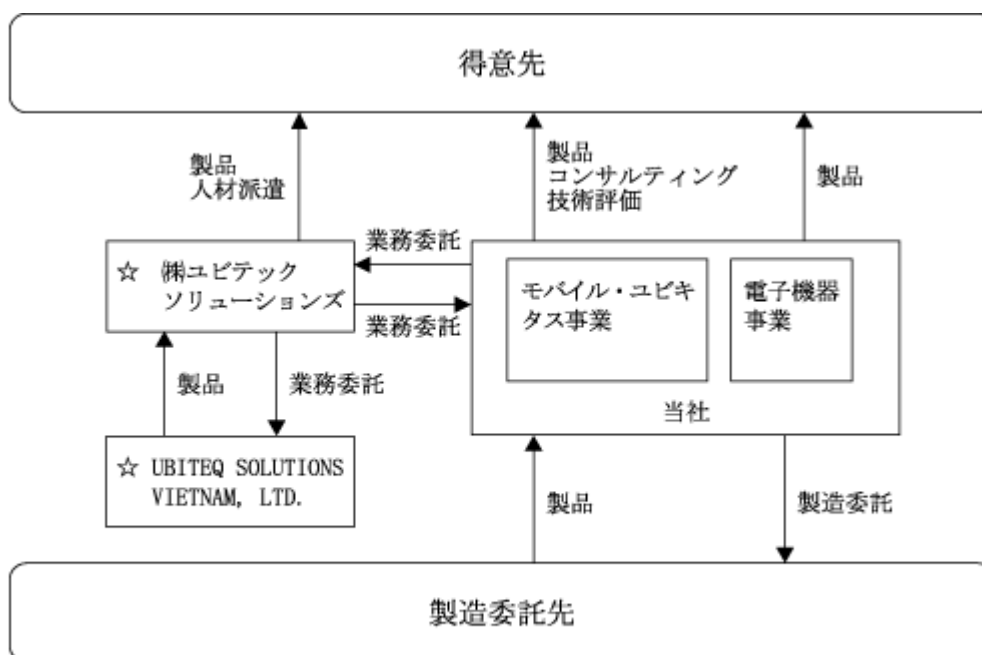 得意先
製品
人材派遣
製品
コンサルティング
技術評価
製品
業務委託
☆ ㈱ユビテック
ソリューションズ
業務委託
モバイル・ユビキ
タス事業
電子機器
事業
当社
製品
業務委託
☆ UBITEQ SOLUTIONS
VIETNAM, LTD.
製品
製造委託
製造委託先